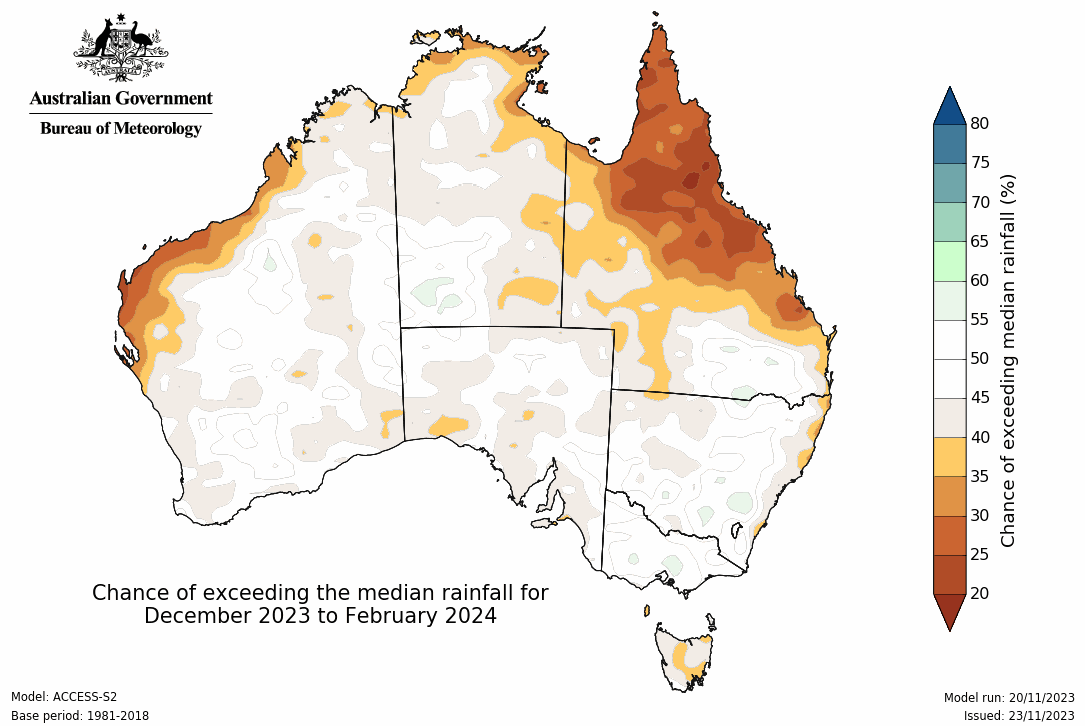 Australian Government
Bureau of Meteorology
80
75
70
65
60
55
50
45
40
35
30
25
20
Chance of exceeding median rainfall (%)
Chance of exceeding the median rainfall for
December 2023 to February 2024
Model: ACCESS-S2
Base period: 1981-2018
Model run: 20/11/2023
Issued: 23/11/2023